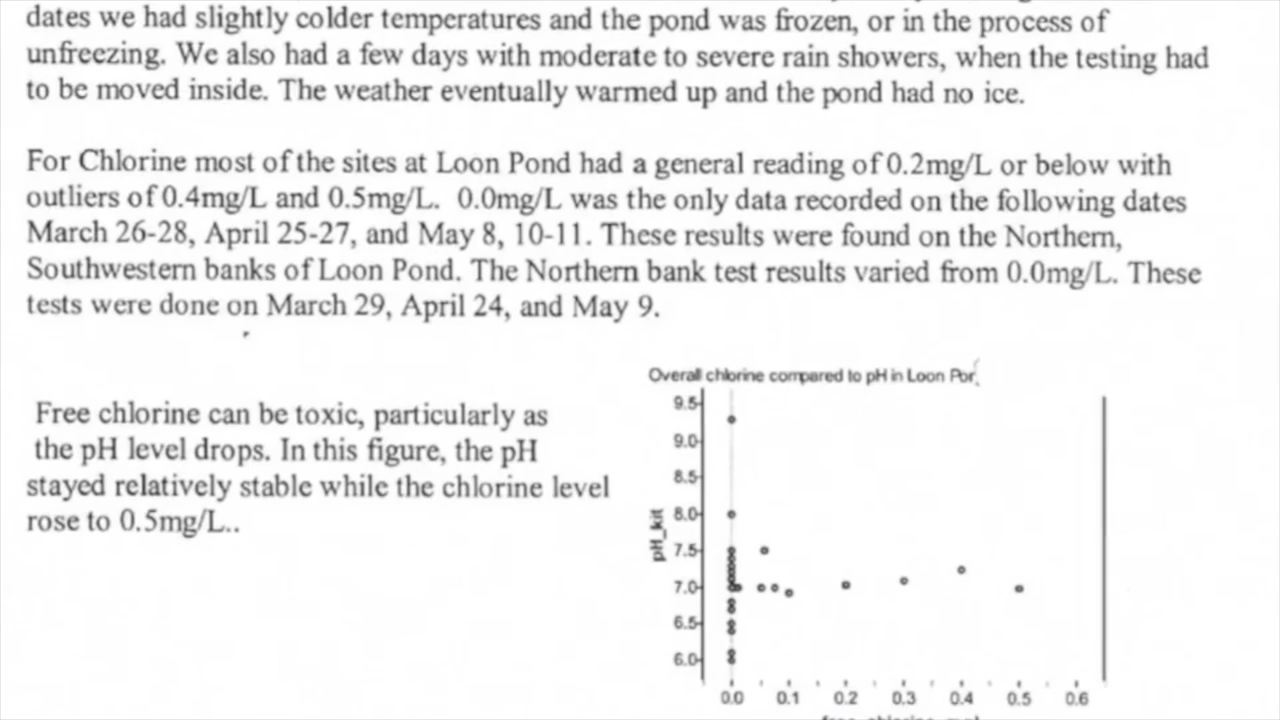 dates we had slightly colder temperatures and the pond was frozen, or in the process of
unfreezing. We also had a few days with moderate to severe rain showers, when the testing had
to be moved inside. The weather eventually warmed up and the pond had no ice.
For Chlorine most of the sites at Loon Pond had a general reading of 0.2mg/L or below with
outliers of 0.4mg/L and 0.5mg/L. 0.0mg/L was the only data recorded on the following dates
March 26-28, April 25-27, and May 8, 10-11. These results were found on the Northern,
Southwestern banks of Loon Pond. The Northern bank test results varied from 0.0mg/L. These
tests were done on March 29, April 24, and May 9.
Free chlorine can be toxic, particularly as
the pH level drops. In this figure, the pH
stayed relatively stable while the chlorine level
rose to 0.5mg/L..
Overall chlorine compared to pH in Loon Por
9.5
9.0
8.5
8.0
7.5
7.0
6.5
6.0
pH_kit
0.0 0.1 0.2 0.3 0.4 0.5 0.6